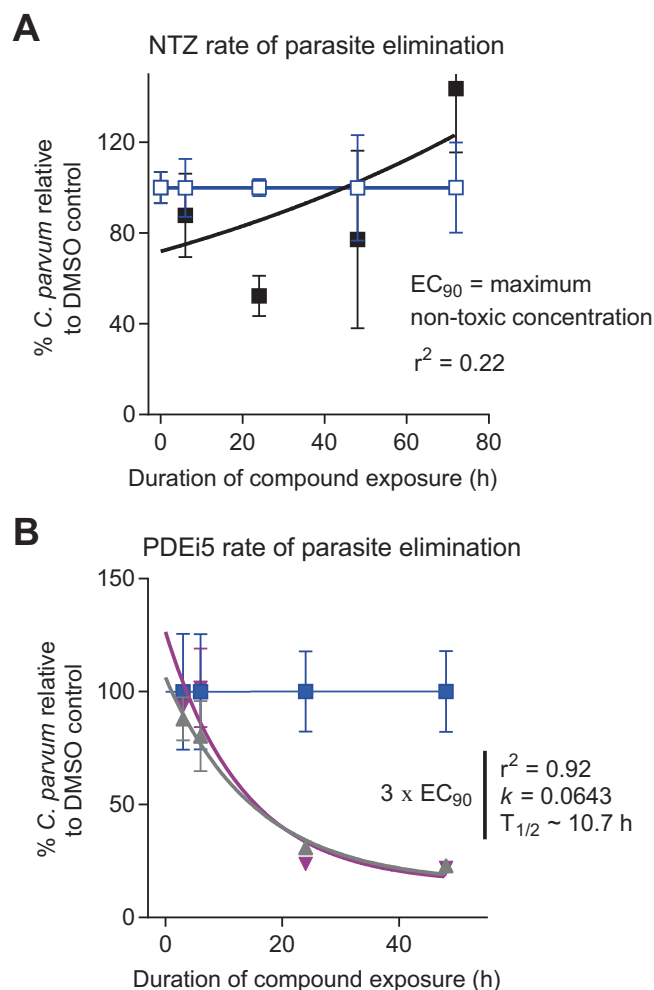 A
NTZ rate of parasite elimination
% C. parvum relative
to DMSO control
120
80
40
0
EC90 = maximum
non-toxic concentration
r2 = 0.22
0 20 40 60 80
Duration of compound exposure (h)
B
PDEi5 rate of parasite elimination
% C. parvum relative
to DMSO control
150
100
50
0
3 x EC90
r2 = 0.92
k = 0.0643
T1/2 ~ 10.7 h
0 20 40
Duration of compound exposure (h)